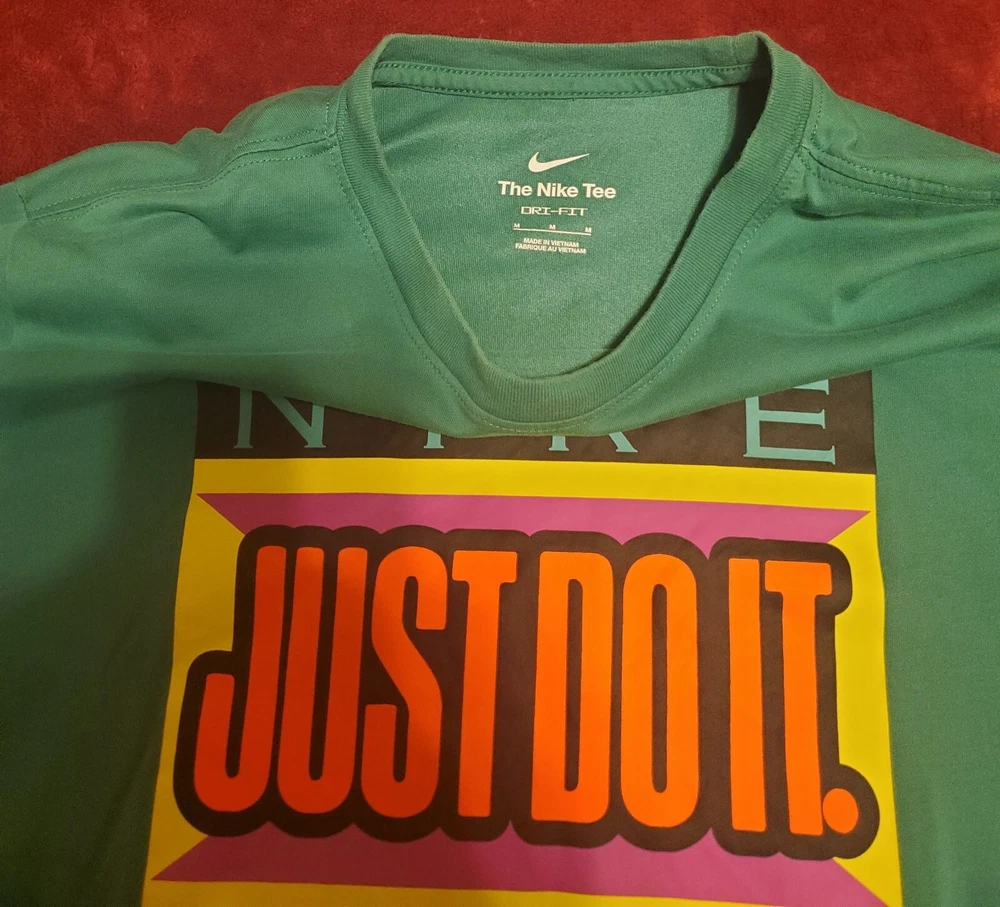 The Nike Tee
DRI-FIT
M M M
MADE IN VIETNAM
FABRIQUE AU VIETNAM
NIKE
JUST DO IT.